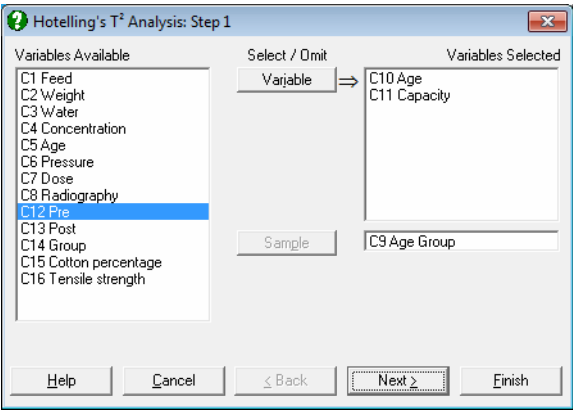 Hotelling's T² Analysis: Step 1
Variables Available
Select / Omit
Variables Selected
C1 Feed
C2 Weight
C3 Water
C4 Concentration
C5 Age
C6 Pressure
C7 Dose
C8 Radiography
C12 Pre
C13 Post
C14 Group
C15 Cotton percentage
C16 Tensile strength
Variable
C10 Age
C11 Capacity
Sample
C9 Age Group
Help
Cancel
< Back
Next >
Finish